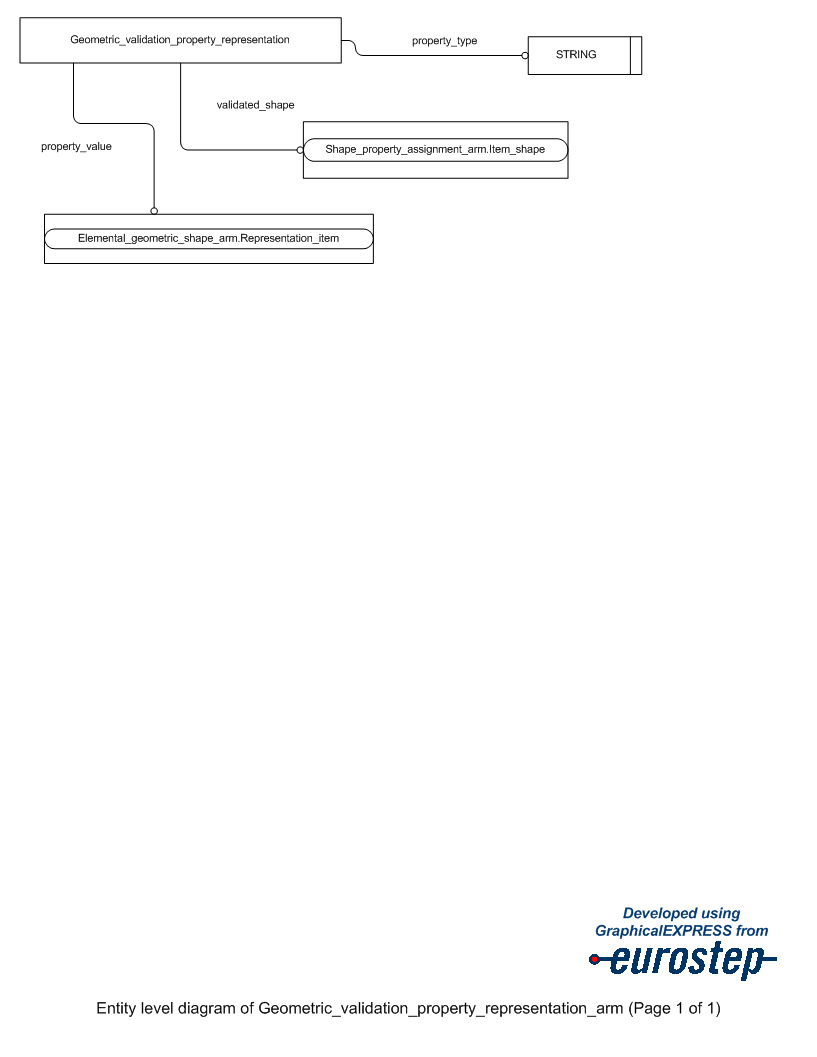 Geometric_validation_property_representation
property_type
STRING
validated_shape
Shape_property_assignment_arm.Item_shape
property_value
Elemental_geometric_shape_arm.Representation_item
Developed using
GraphicalEXPRESS from
eurostep
Entity level diagram of Geometric_validation_property_representation_arm (Page 1 of 1)